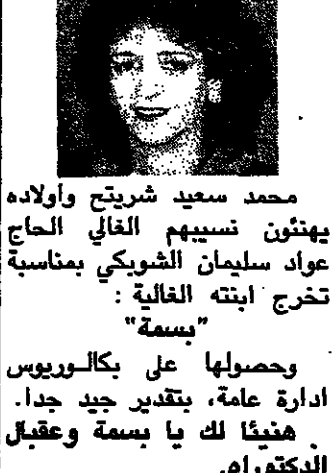 محمد سعيد شريتح وأولاده
يهنئون نسيبهم الغالي الحاج
عواد سليمان الشوبكي بمناسبة
تخرج ابنته الغالية :
"بسمة"
وحصولها على بكالوريوس
ادارة عامة، بتقدير جيد جدا.
هنيئا لك يا بسمة وعقبال
الدكتوراه.